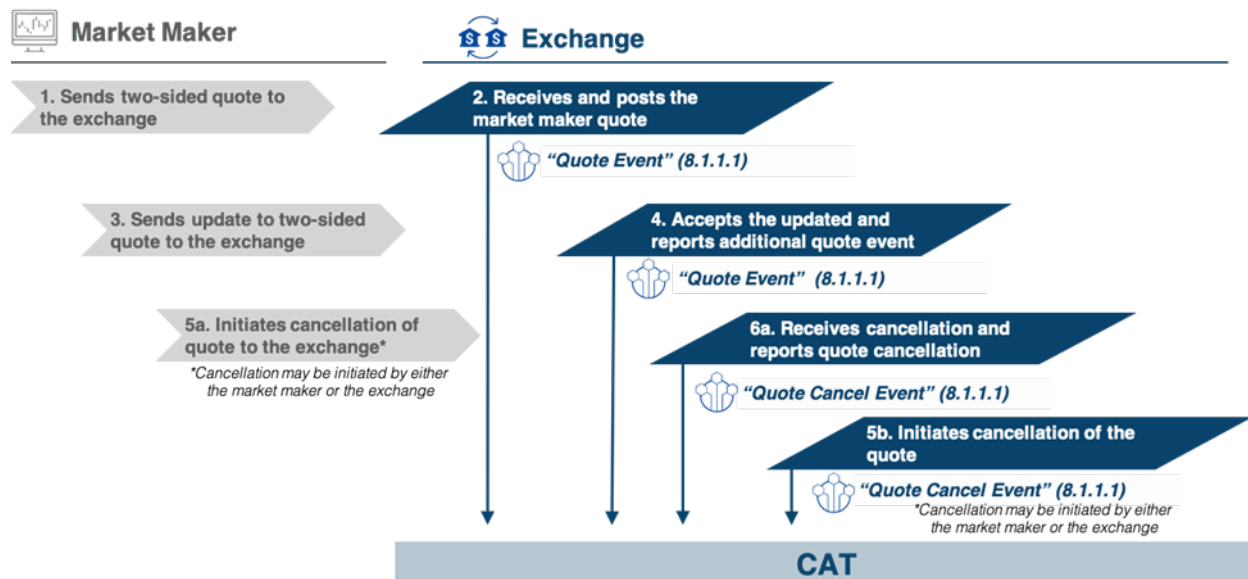 Market Maker
Exchange
1. Sends two-sided quote to
the exchange
2. Receives and posts the
market maker quote
“Quote Event” (8.1.1.1)
3. Sends update to two-sided
quote to the exchange
4. Accepts the updated and
reports additional quote event
“Quote Event” (8.1.1.1)
5a. Initiates cancellation of
quote to the exchange*
*Cancellation may be initiated by either
the market maker or the exchange
6a. Receives cancellation and
reports quote cancellation
“Quote Cancel Event” (8.1.1.1)
5b. Initiates cancellation of the
quote
“Quote Cancel Event” (8.1.1.1)
*Cancellation may be initiated by either
the market maker or the exchange
CAT